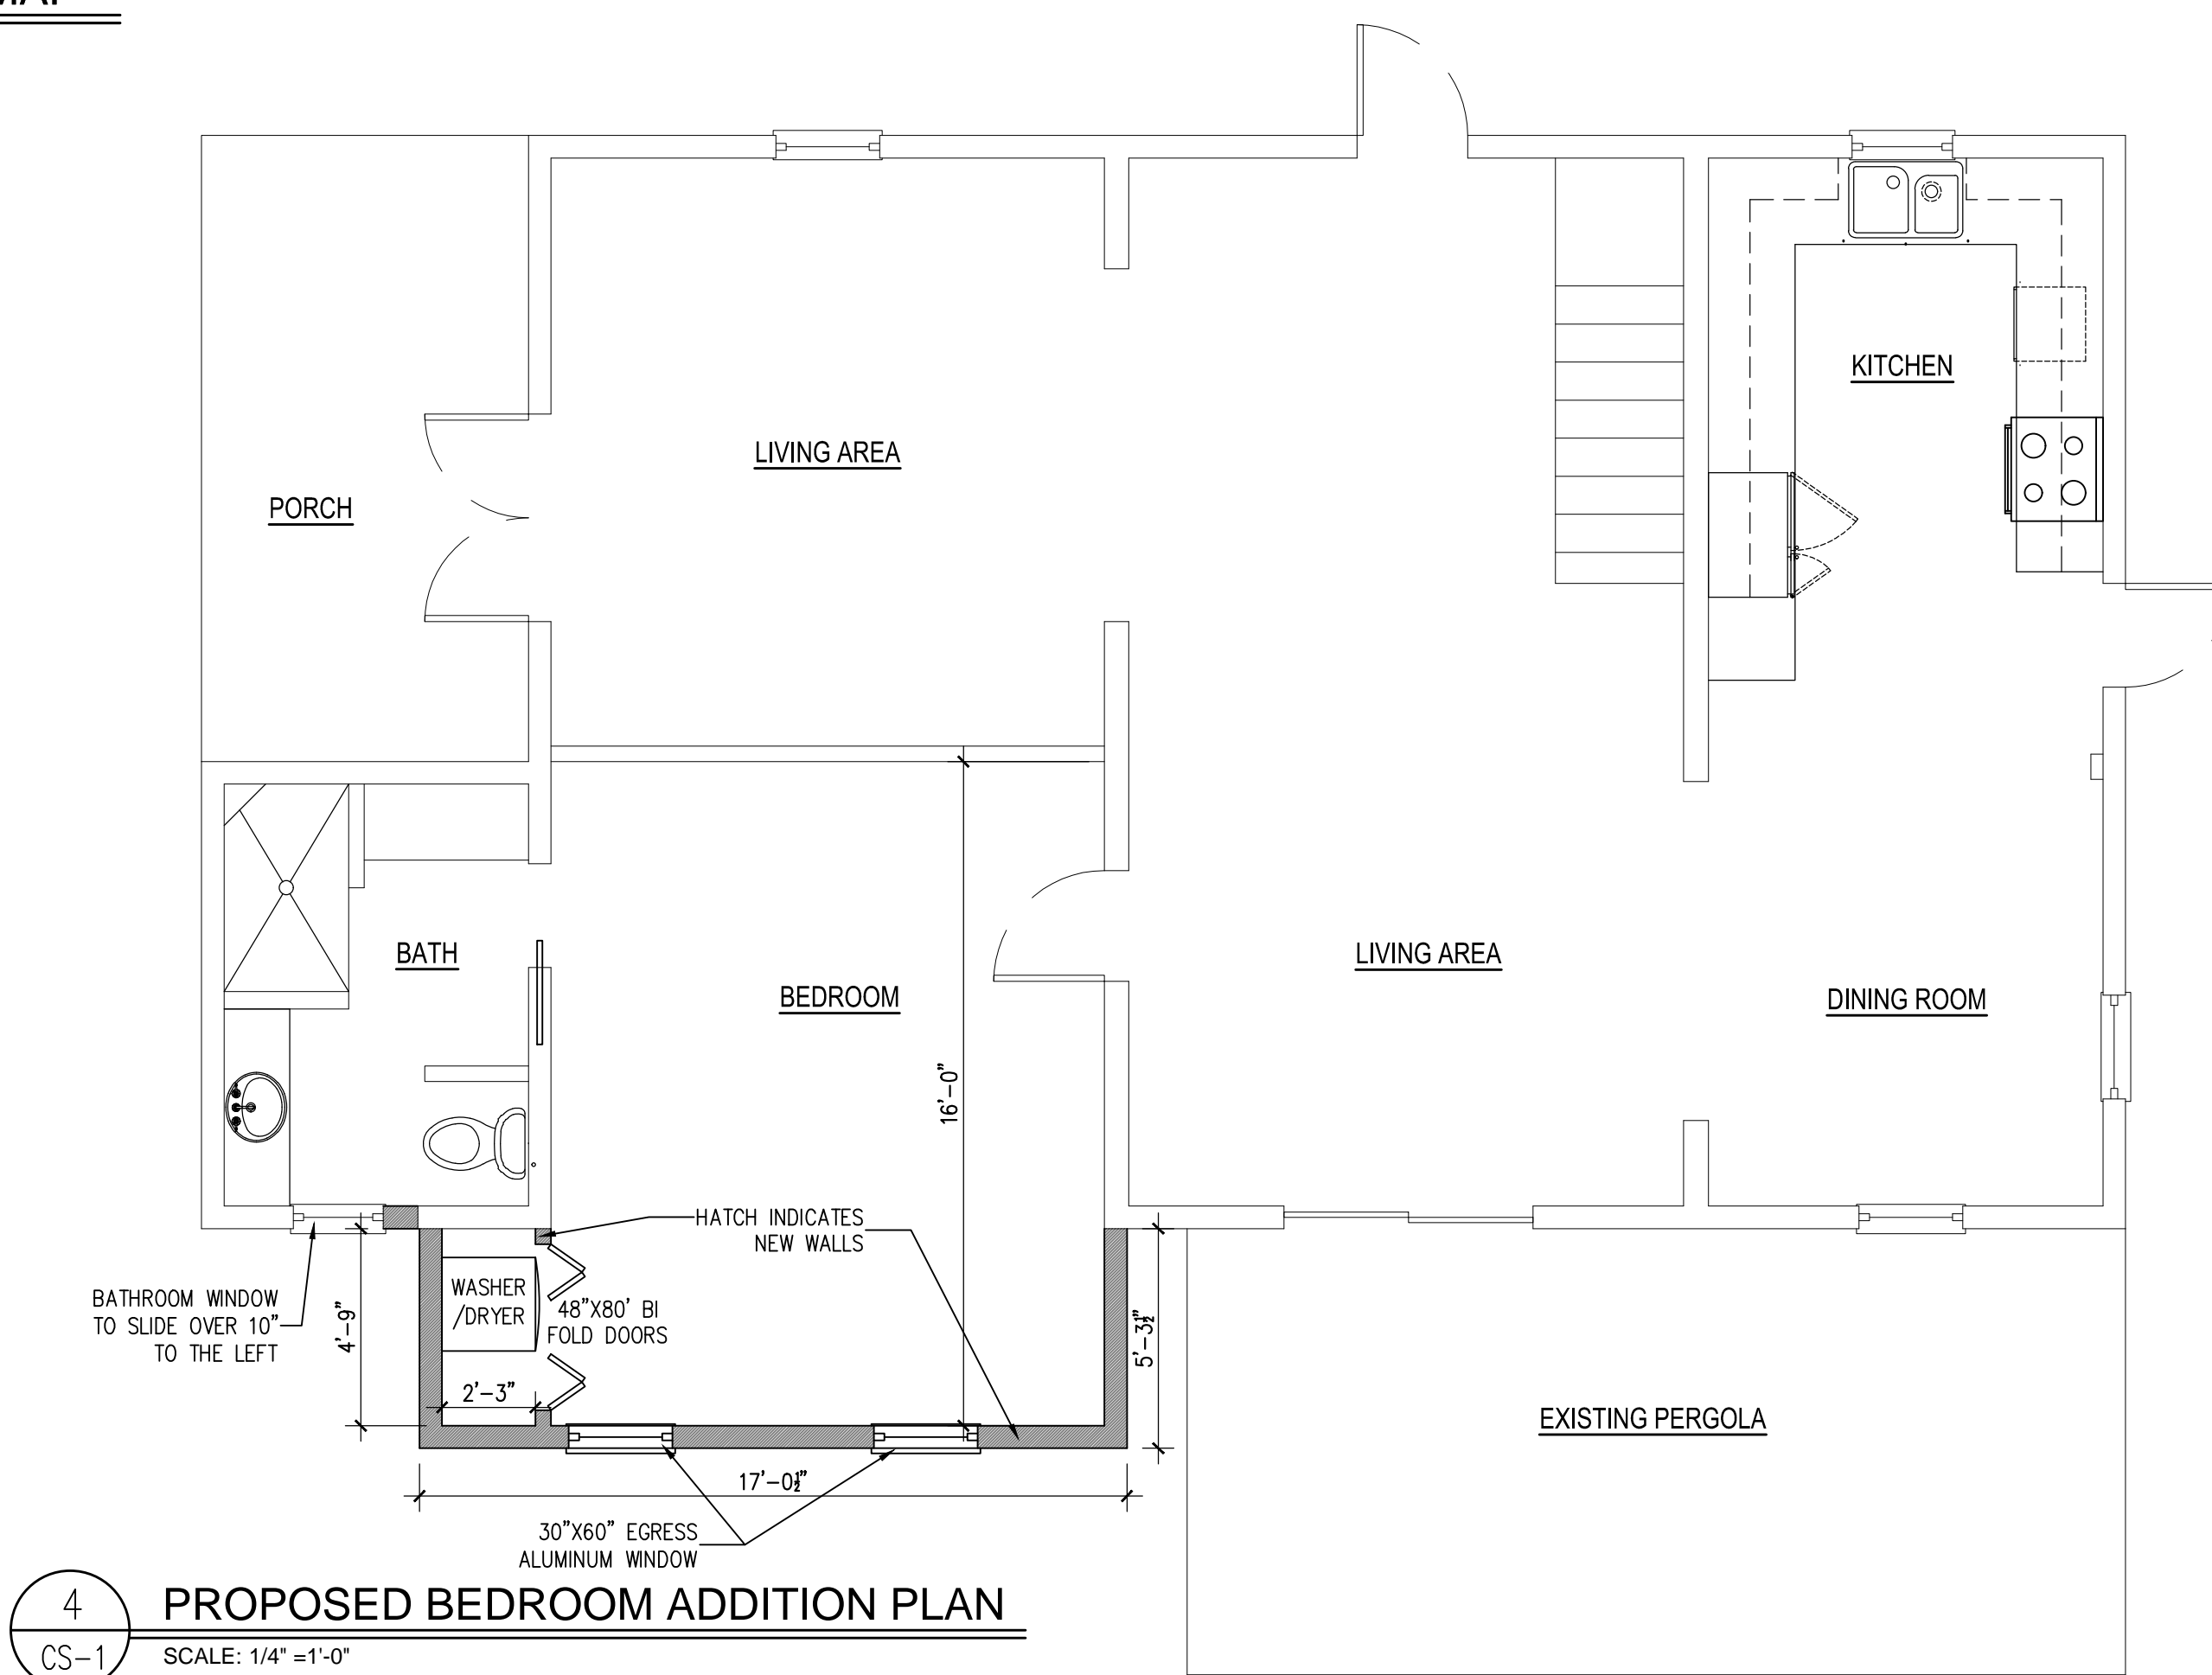 KITCHEN
LIVING AREA
PORCH
BATH
LIVING AREA
BEDROOM
DINING ROOM
16'-0"
HATCH INDICATES
NEW WALLS
WASHER
/DRYER
48"X80' BI
FOLD DOORS
BATHROOM WINDOW
TO SLIDE OVER 10"
TO THE LEFT
4'-9"
5'-3½"
2'-3"
EXISTING PERGOLA
17'-0½"
30"X60" EGRESS
ALUMINUM WINDOW
4
CS-1
PROPOSED BEDROOM ADDITION PLAN
SCALE: 1/4" =1'-0"